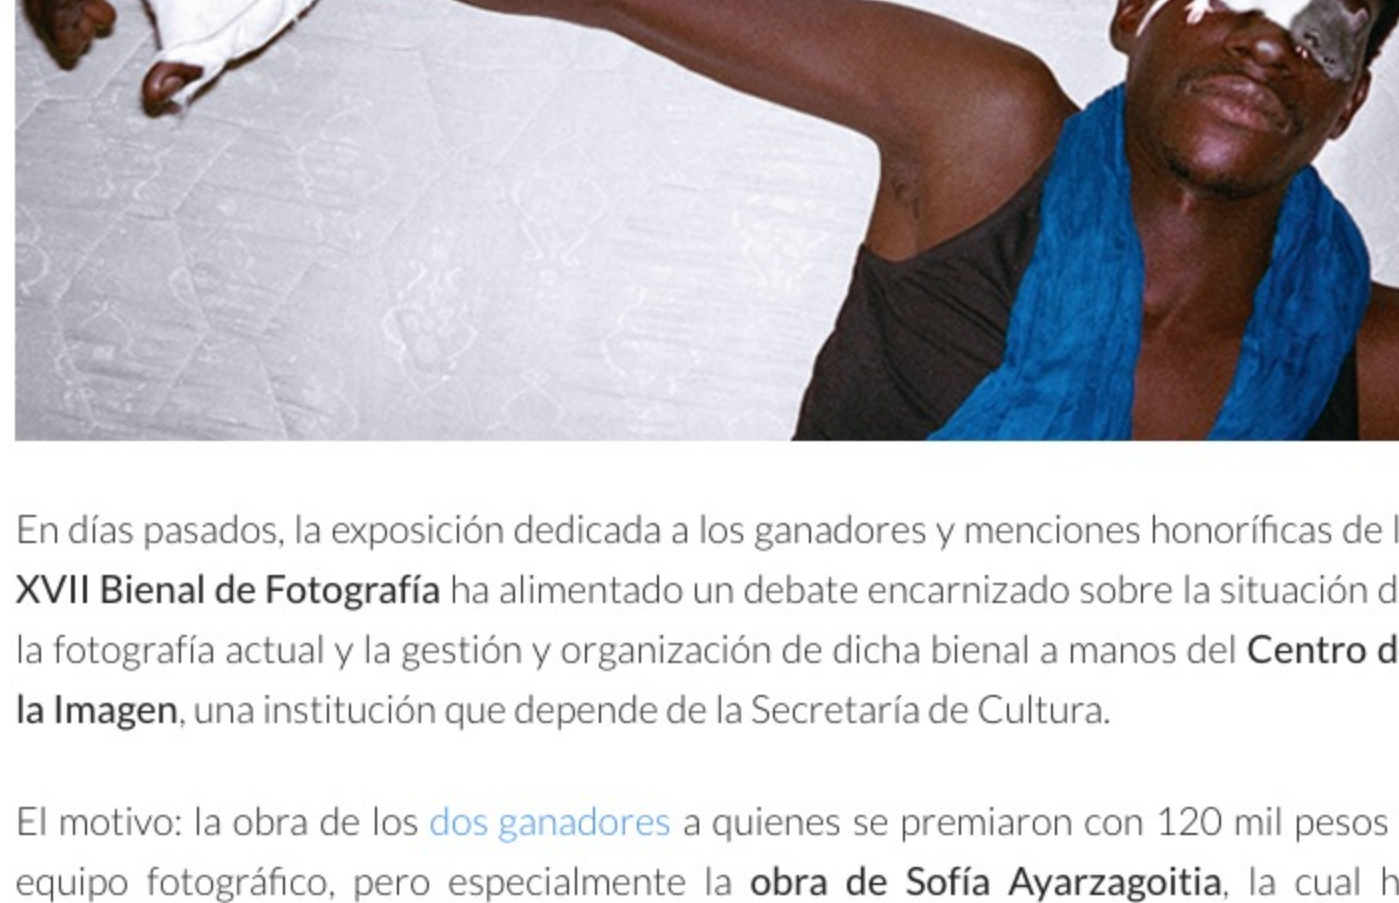 En días pasados, la exposición dedicada a los ganadores y menciones honoríficas de l
XVII Bienal de Fotografía ha alimentado un debate encarnizado sobre la situación d
la fotografía actual y la gestión y organización de dicha bienal a manos del Centro d
la Imagen, una institución que depende de la Secretaría de Cultura.
El motivo: la obra de los dos ganadores a quienes se premiaron con 120 mil pesos
equipo fotográfico, pero especialmente la obra de Sofía Ayarzagoitia, la cual h